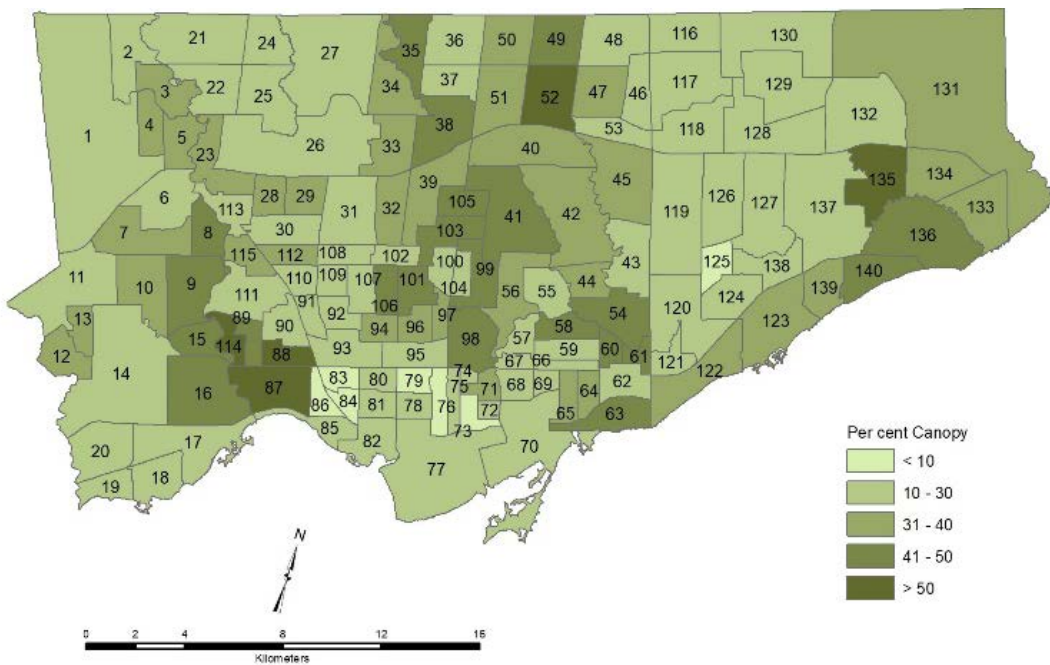 2 21 24 27 35 36 50 49 48 116 130
3 22 25 34 37 51 52 47 46 117 129 131
1 4 5 23 26 33 38 53 118 128 132
6 113 28 29 31 32 39 40 45 126 127 137 135 134
7 8 30 105 41 42 119 133
103 136
11 10 9 115 112 108 102 100 99 43 125 138 140
110 109 107 101 104 56 55 44
13 111 91 106 97 54 120 124 139
12 15 89 90 92 94 96 98 58 123
14 114 88 93 95 57 59 60 61
16 87 83 80 79 74 67 66 121 122
86 84 81 78 76 75 71 68 69 64 62
20 17 85 82 73 72 65 63
19 18 77 70
Per cent Canopy
< 10
10 - 30
31 - 40
41 - 50
> 50
N
0 2 4 8 12 16
Kilometers